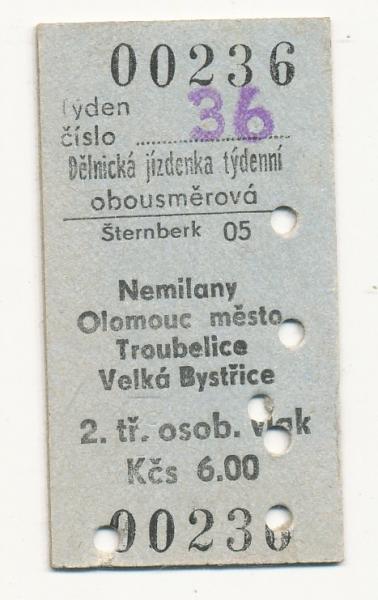 00236
týden 36
číslo ....................
Dělnická jízdenka týdenní
obousměrová
Šternberk 05
Nemilany
Olomouc město
Troubelice
Velká Bystřice
2. tř. osob. vlak
Kčs 6.00
00236